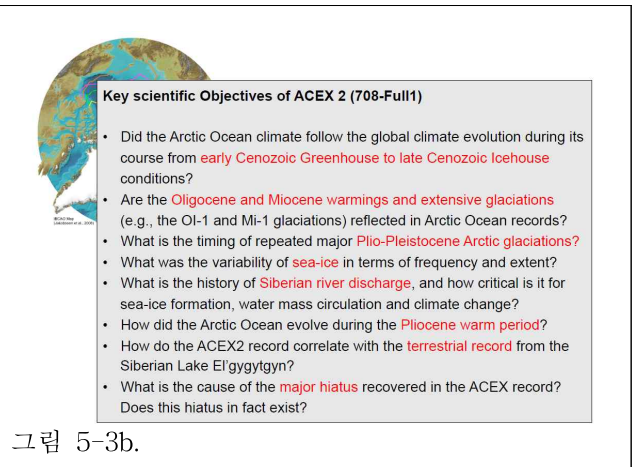 Key scientific Objectives of ACEX 2 (708-Full1)
• Did the Arctic Ocean climate follow the global climate evolution during its
course from early Cenozoic Greenhouse to late Cenozoic Icehouse
conditions?
• Are the Oligocene and Miocene warmings and extensive glaciations
(e.g., the OI-1 and Mi-1 glaciations) reflected in Arctic Ocean records?
• What is the timing of repeated major Plio-Pleistocene Arctic glaciations?
• What was the variability of sea-ice in terms of frequency and extent?
• What is the history of Siberian river discharge, and how critical is it for
sea-ice formation, water mass circulation and climate change?
• How did the Arctic Ocean evolve during the Pliocene warm period?
• How do the ACEX2 record correlate with the terrestrial record from the
Siberian Lake El'gygytgyn?
• What is the cause of the major hiatus recovered in the ACEX record?
Does this hiatus in fact exist?
그림 5-3b.